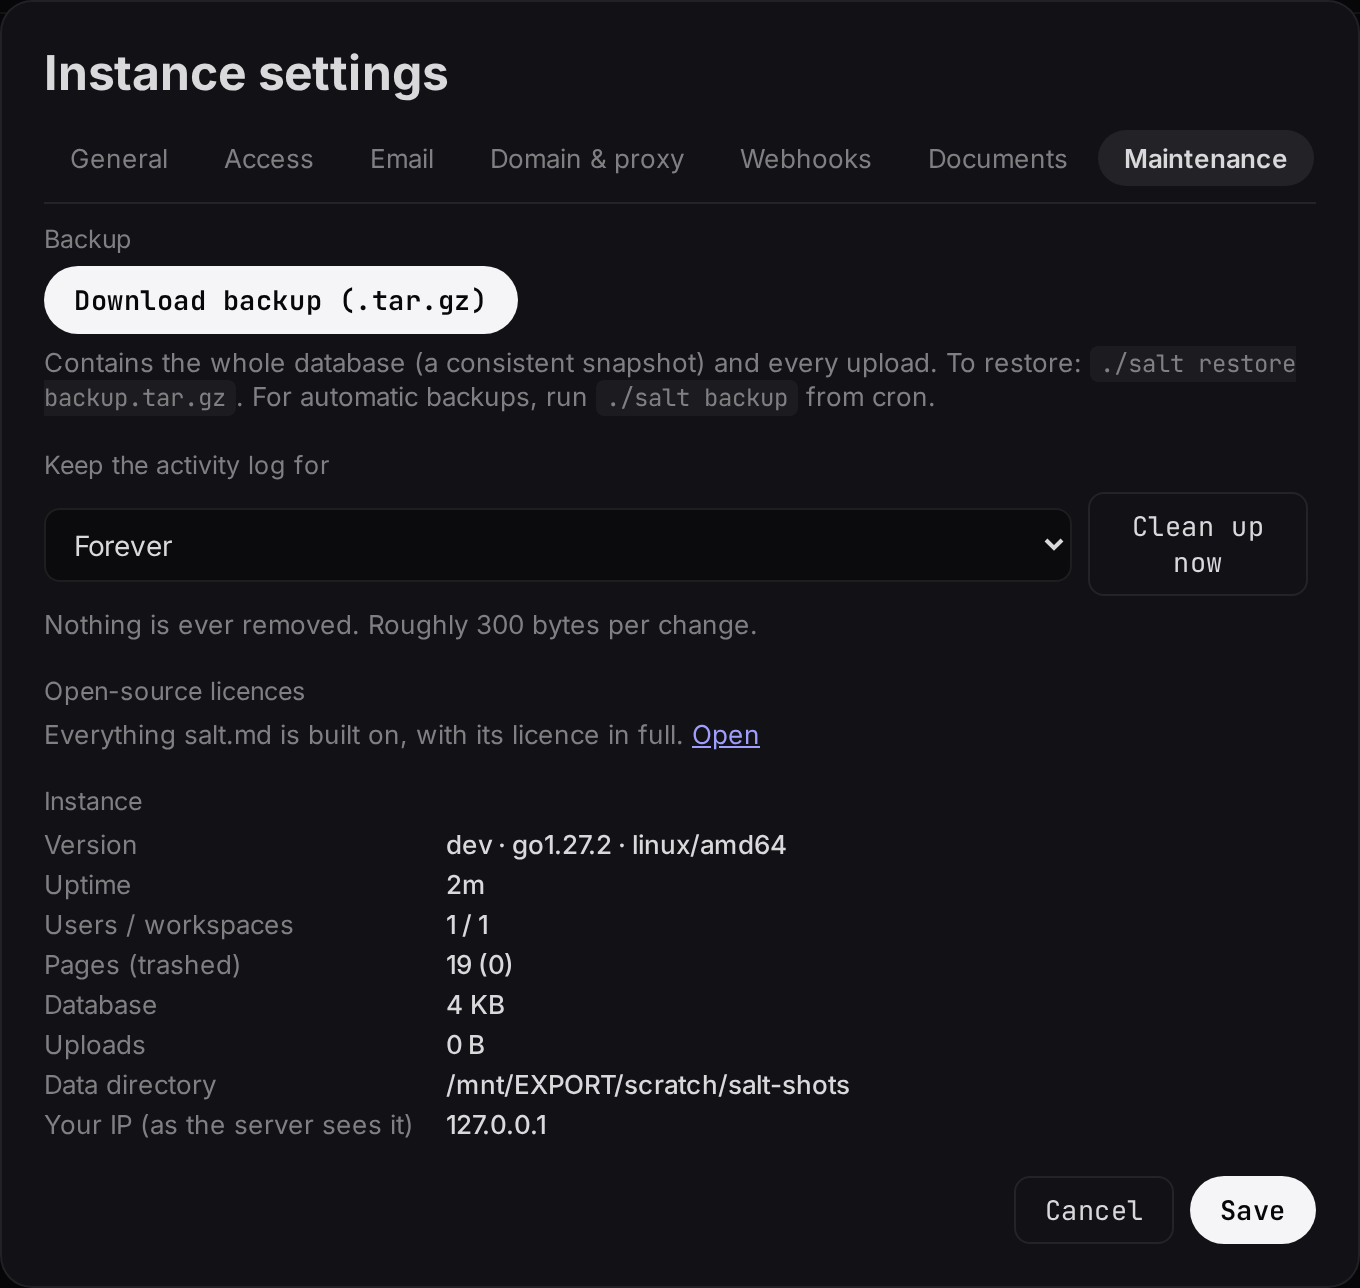 Instance settings
General Access Email Domain & proxy Webhooks Documents Maintenance
Backup
Download backup (.tar.gz)
Contains the whole database (a consistent snapshot) and every upload. To restore: ./salt restore
backup.tar.gz. For automatic backups, run ./salt backup from cron.
Keep the activity log for
Forever
Clean up
now
Nothing is ever removed. Roughly 300 bytes per change.
Open-source licences
Everything salt.md is built on, with its licence in full. Open
Instance
Version dev · go1.27.2 · linux/amd64
Uptime 2m
Users / workspaces 1 / 1
Pages (trashed) 19 (0)
Database 4 KB
Uploads 0 B
Data directory /mnt/EXPORT/scratch/salt-shots
Your IP (as the server sees it) 127.0.0.1
Cancel Save